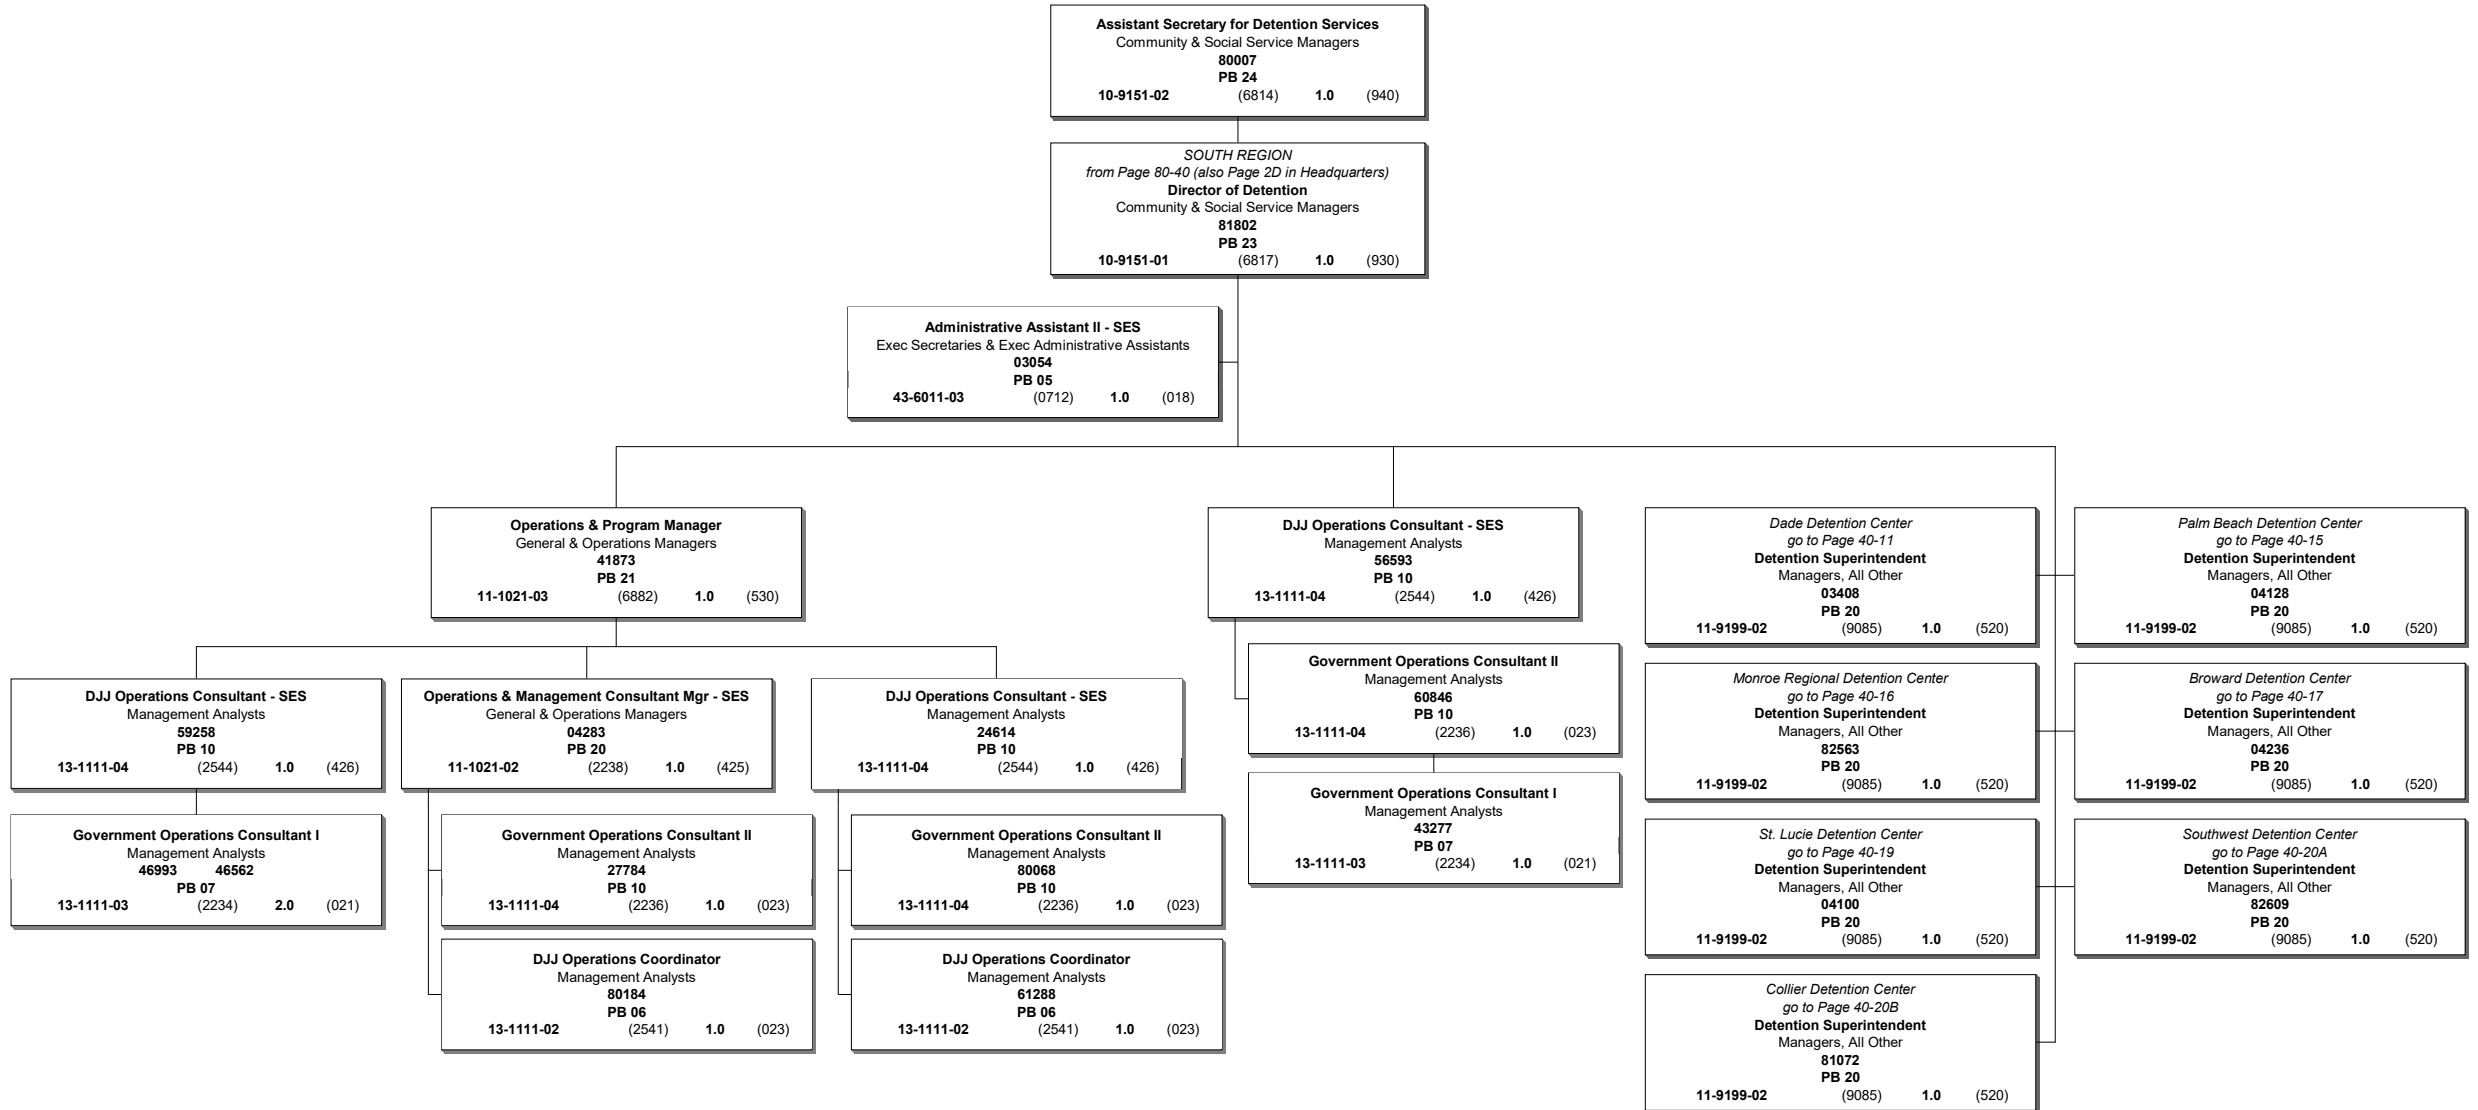 Assistant Secretary for Detention Services
Community & Social Service Managers
80007
PB 24
10-9151-02 (6814) 1.0 (940)
SOUTH REGION
from Page 80-40 (also Page 2D in Headquarters)
Director of Detention
Community & Social Service Managers
81802
PB 23
10-9151-01 (6817) 1.0 (930)
Administrative Assistant II - SES
Exec Secretaries & Exec Administrative Assistants
03054
PB 05
43-6011-03 (0712) 1.0 (018)
Operations & Program Manager
General & Operations Managers
41873
PB 21
11-1021-03 (6882) 1.0 (530)
DJJ Operations Consultant - SES
Management Analysts
59258
PB 10
13-1111-04 (2544) 1.0 (426)
Government Operations Consultant I
Management Analysts
46993 46562
PB 07
13-1111-03 (2234) 2.0 (021)
Operations & Management Consultant Mgr - SES
General & Operations Managers
04283
PB 20
11-1021-02 (2238) 1.0 (425)
Government Operations Consultant II
Management Analysts
27784
PB 10
13-1111-04 (2236) 1.0 (023)
DJJ Operations Coordinator
Management Analysts
80184
PB 06
13-1111-02 (2541) 1.0 (023)
DJJ Operations Consultant - SES
Management Analysts
24614
PB 10
13-1111-04 (2544) 1.0 (426)
Government Operations Consultant II
Management Analysts
80068
PB 10
13-1111-04 (2236) 1.0 (023)
DJJ Operations Coordinator
Management Analysts
61288
PB 06
13-1111-02 (2541) 1.0 (023)
DJJ Operations Consultant - SES
Management Analysts
56593
PB 10
13-1111-04 (2544) 1.0 (426)
Government Operations Consultant II
Management Analysts
60846
PB 10
13-1111-04 (2236) 1.0 (023)
Government Operations Consultant I
Management Analysts
43277
PB 07
13-1111-03 (2234) 1.0 (021)
Dade Detention Center
go to Page 40-11
Detention Superintendent
Managers, All Other
03408
PB 20
11-9199-02 (9085) 1.0 (520)
Palm Beach Detention Center
go to Page 40-15
Detention Superintendent
Managers, All Other
04128
PB 20
11-9199-02 (9085) 1.0 (520)
Monroe Regional Detention Center
go to Page 40-16
Detention Superintendent
Managers, All Other
82563
PB 20
11-9199-02 (9085) 1.0 (520)
Broward Detention Center
go to Page 40-17
Detention Superintendent
Managers, All Other
04236
PB 20
11-9199-02 (9085) 1.0 (520)
St. Lucie Detention Center
go to Page 40-19
Detention Superintendent
Managers, All Other
04100
PB 20
11-9199-02 (9085) 1.0 (520)
Southwest Detention Center
go to Page 40-20A
Detention Superintendent
Managers, All Other
82609
PB 20
11-9199-02 (9085) 1.0 (520)
Collier Detention Center
go to Page 40-20B
Detention Superintendent
Managers, All Other
81072
PB 20
11-9199-02 (9085) 1.0 (520)